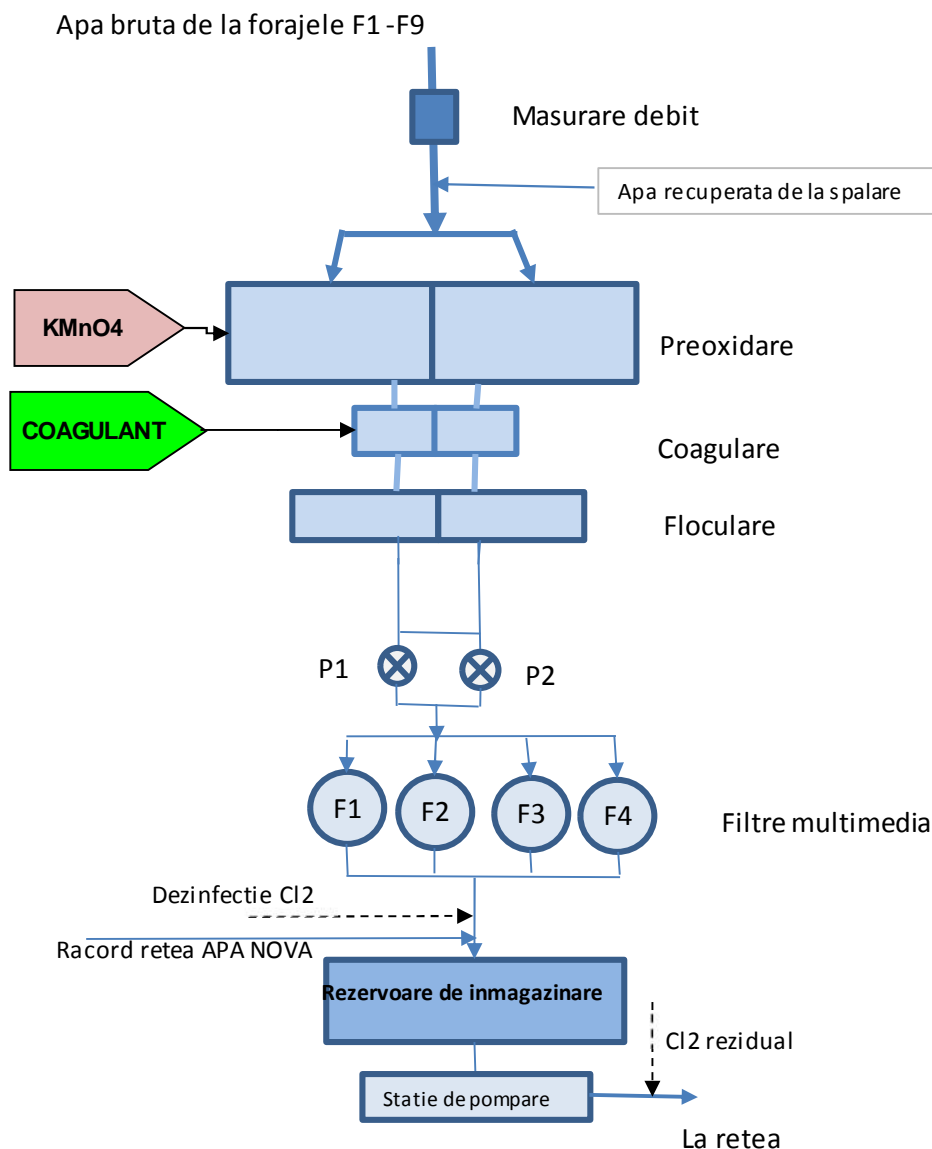 Apa bruta de la forajele F1 -F9
Masurare debit
Apa recuperata de la spalare
KMnO4
Preoxidare
COAGULANT
Coagulare
Floculare
P1
P2
F1
F2
F3
F4
Filtre multimedia
Dezinfectie Cl2
Racord retea APA NOVA
Rezervoare de inmagazinare
Cl2 rezidual
Statie de pompare
La retea